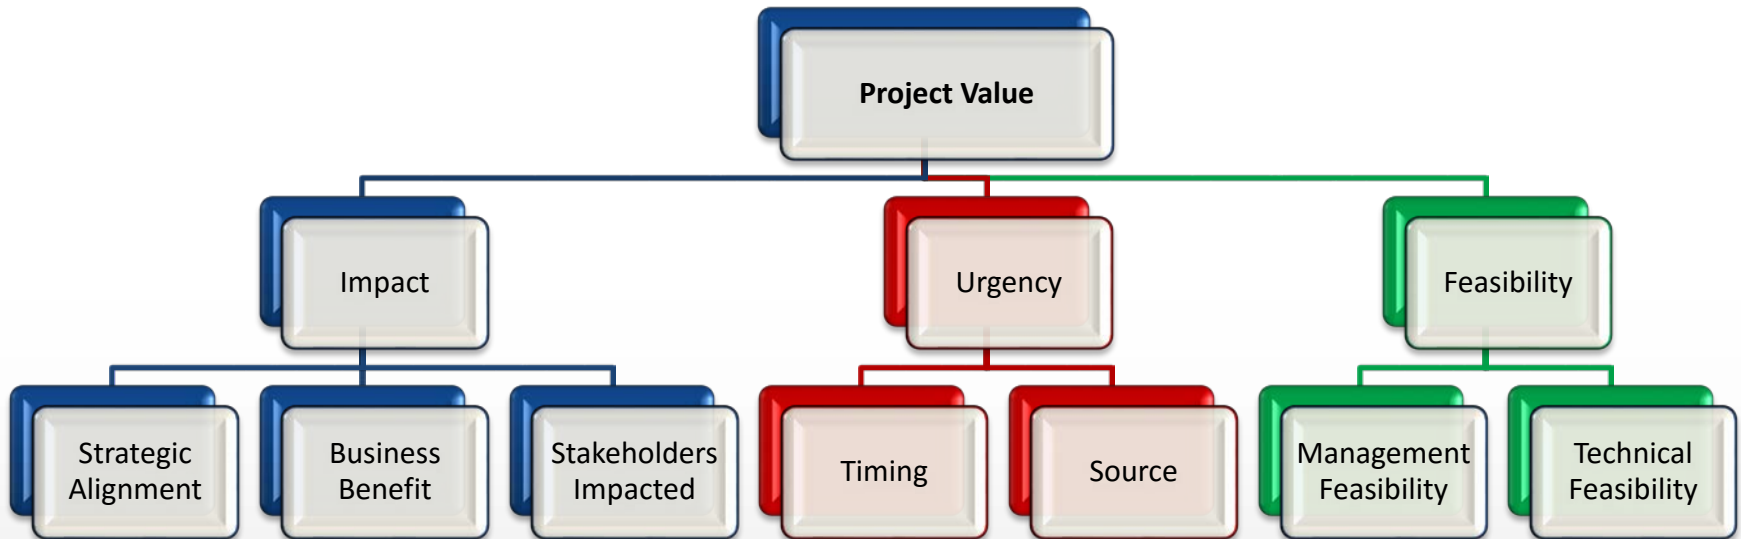 Project Value
Impact
Urgency
Feasibility
Strategic
Alignment
Business
Benefit
Stakeholders
Impacted
Timing
Source
Management
Feasibility
Technical
Feasibility